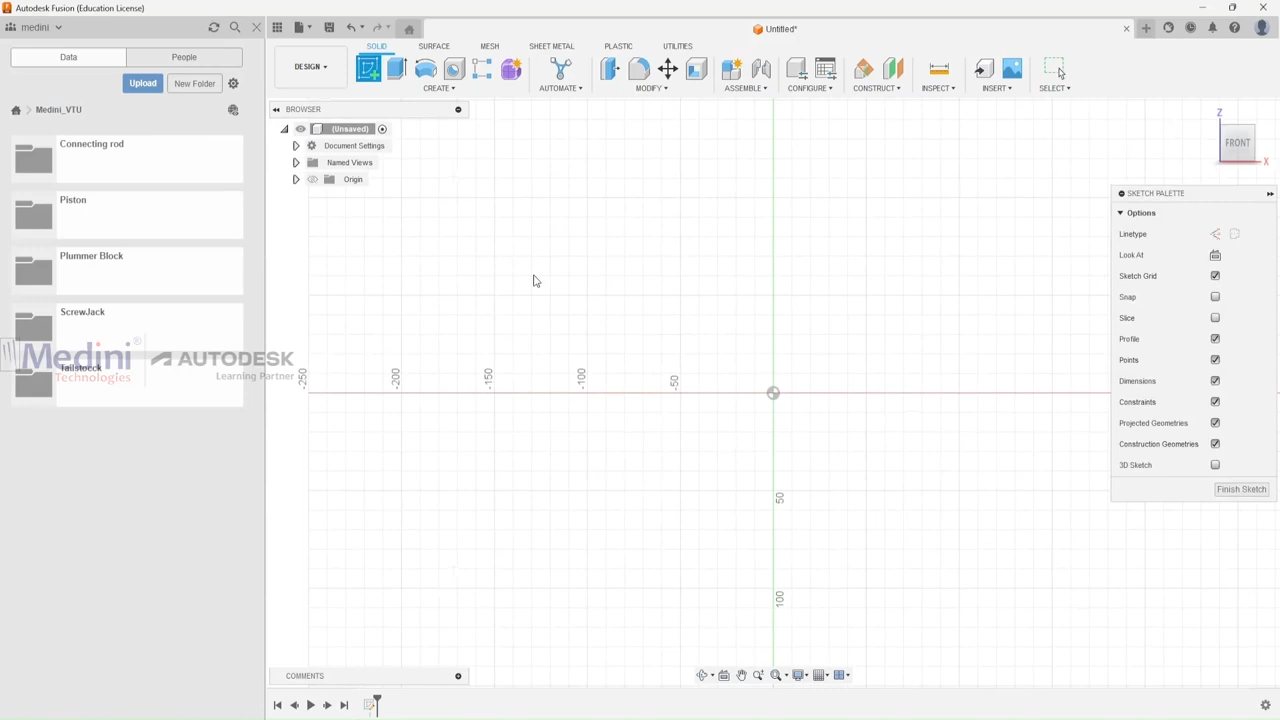 Autodesk Fusion (Education License)
medini
Untitled*
Data
People
Upload
New Folder
Medini_VTU
Connecting rod
Piston
Plummer Block
ScrewJack
Tailstocck
Medini®
Technologies
AUTODESK
Learning Partner
DESIGN
SOLID
SURFACE
MESH
SHEET METAL
PLASTIC
UTILITIES
CREATE
AUTOMATE
MODIFY
ASSEMBLE
CONFIGURE
CONSTRUCT
INSPECT
INSERT
SELECT
BROWSER
(Unsaved)
Document Settings
Named Views
Origin
Z
FRONT
X
SKETCH PALETTE
Options
Linetype
Look At
Sketch Grid
Snap
Slice
Profile
Points
Dimensions
Constraints
Projected Geometries
Construction Geometries
3D Sketch
Finish Sketch
-250
-200
-150
-100
-50
50
100
COMMENTS